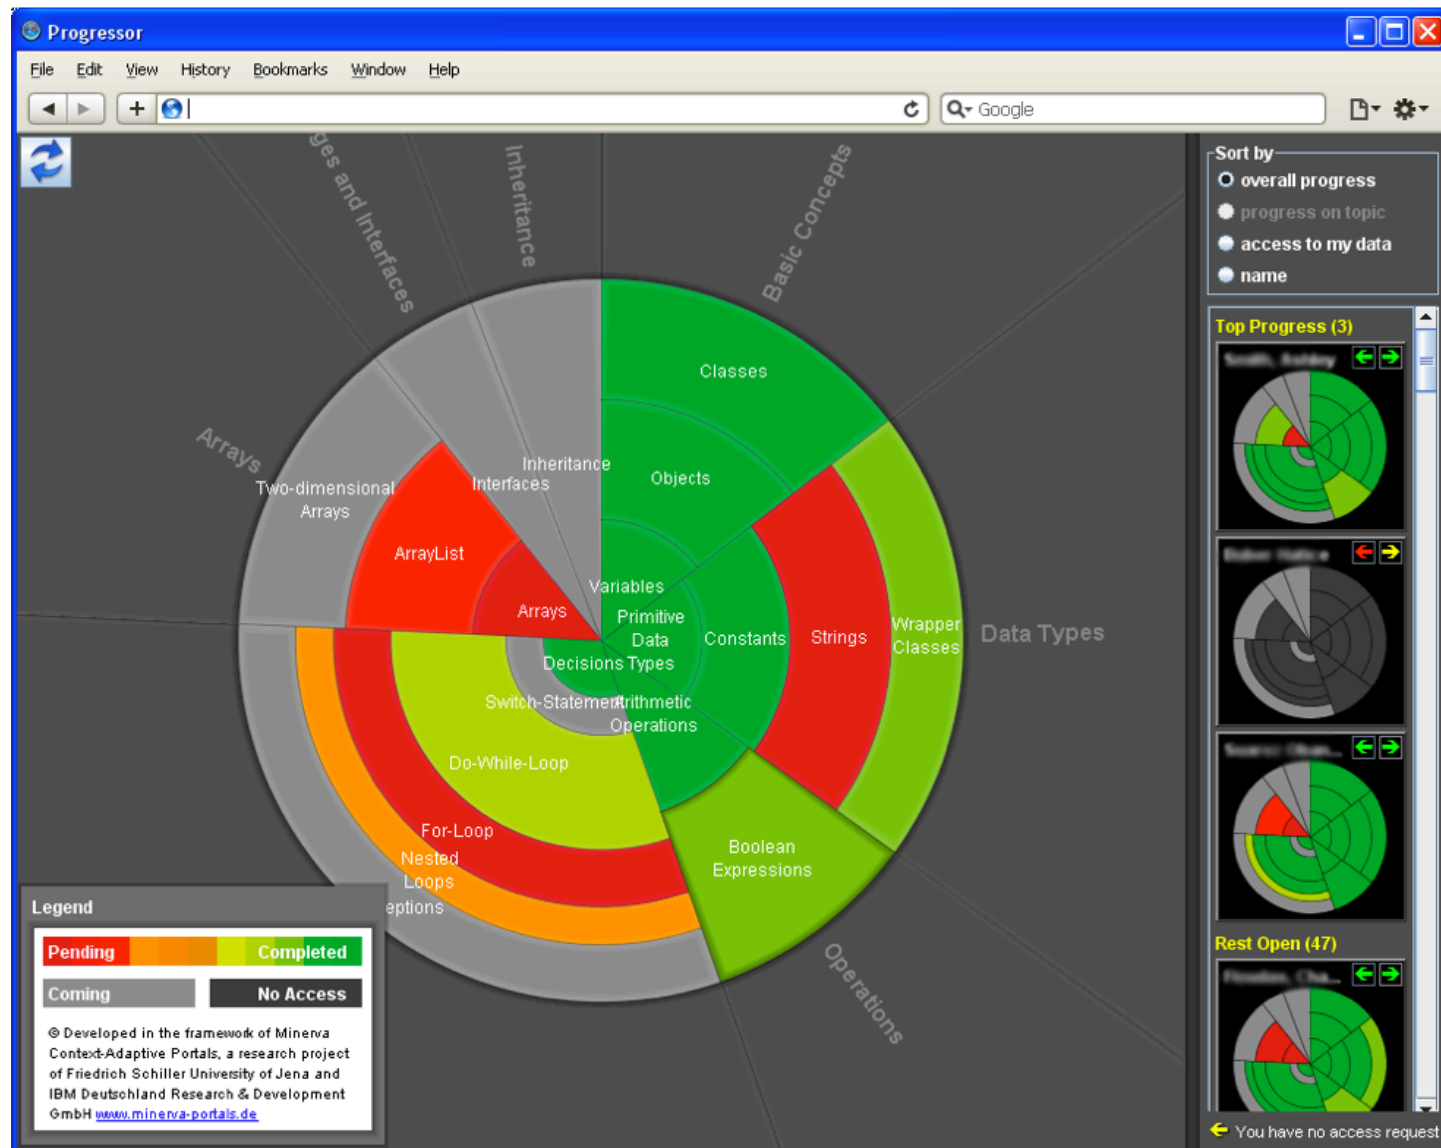 Progressor
File Edit View History Bookmarks Window Help
Google
ges and Interfaces
Inheritance
Basic Concepts
Arrays
Data Types
Operations
Classes
Objects
Variables
Inheritance
Interfaces
Two-dimensional
Arrays
ArrayList
Arrays
Primitive
Data
Types
Constants
Strings
Wrapper
Classes
Decisions
Switch-Statement
Arithmetic
Operations
Do-While-Loop
For-Loop
Nested
Loops
eptions
Boolean
Expressions
Legend
Pending Completed
Coming No Access
© Developed in the framework of Minerva
Context-Adaptive Portals, a research project
of Friedrich Schiller University of Jena and
IBM Deutschland Research & Development
GmbH www.minerva-portals.de
Sort by
overall progress
progress on topic
access to my data
name
Top Progress (3)
Rest Open (47)
You have no access request